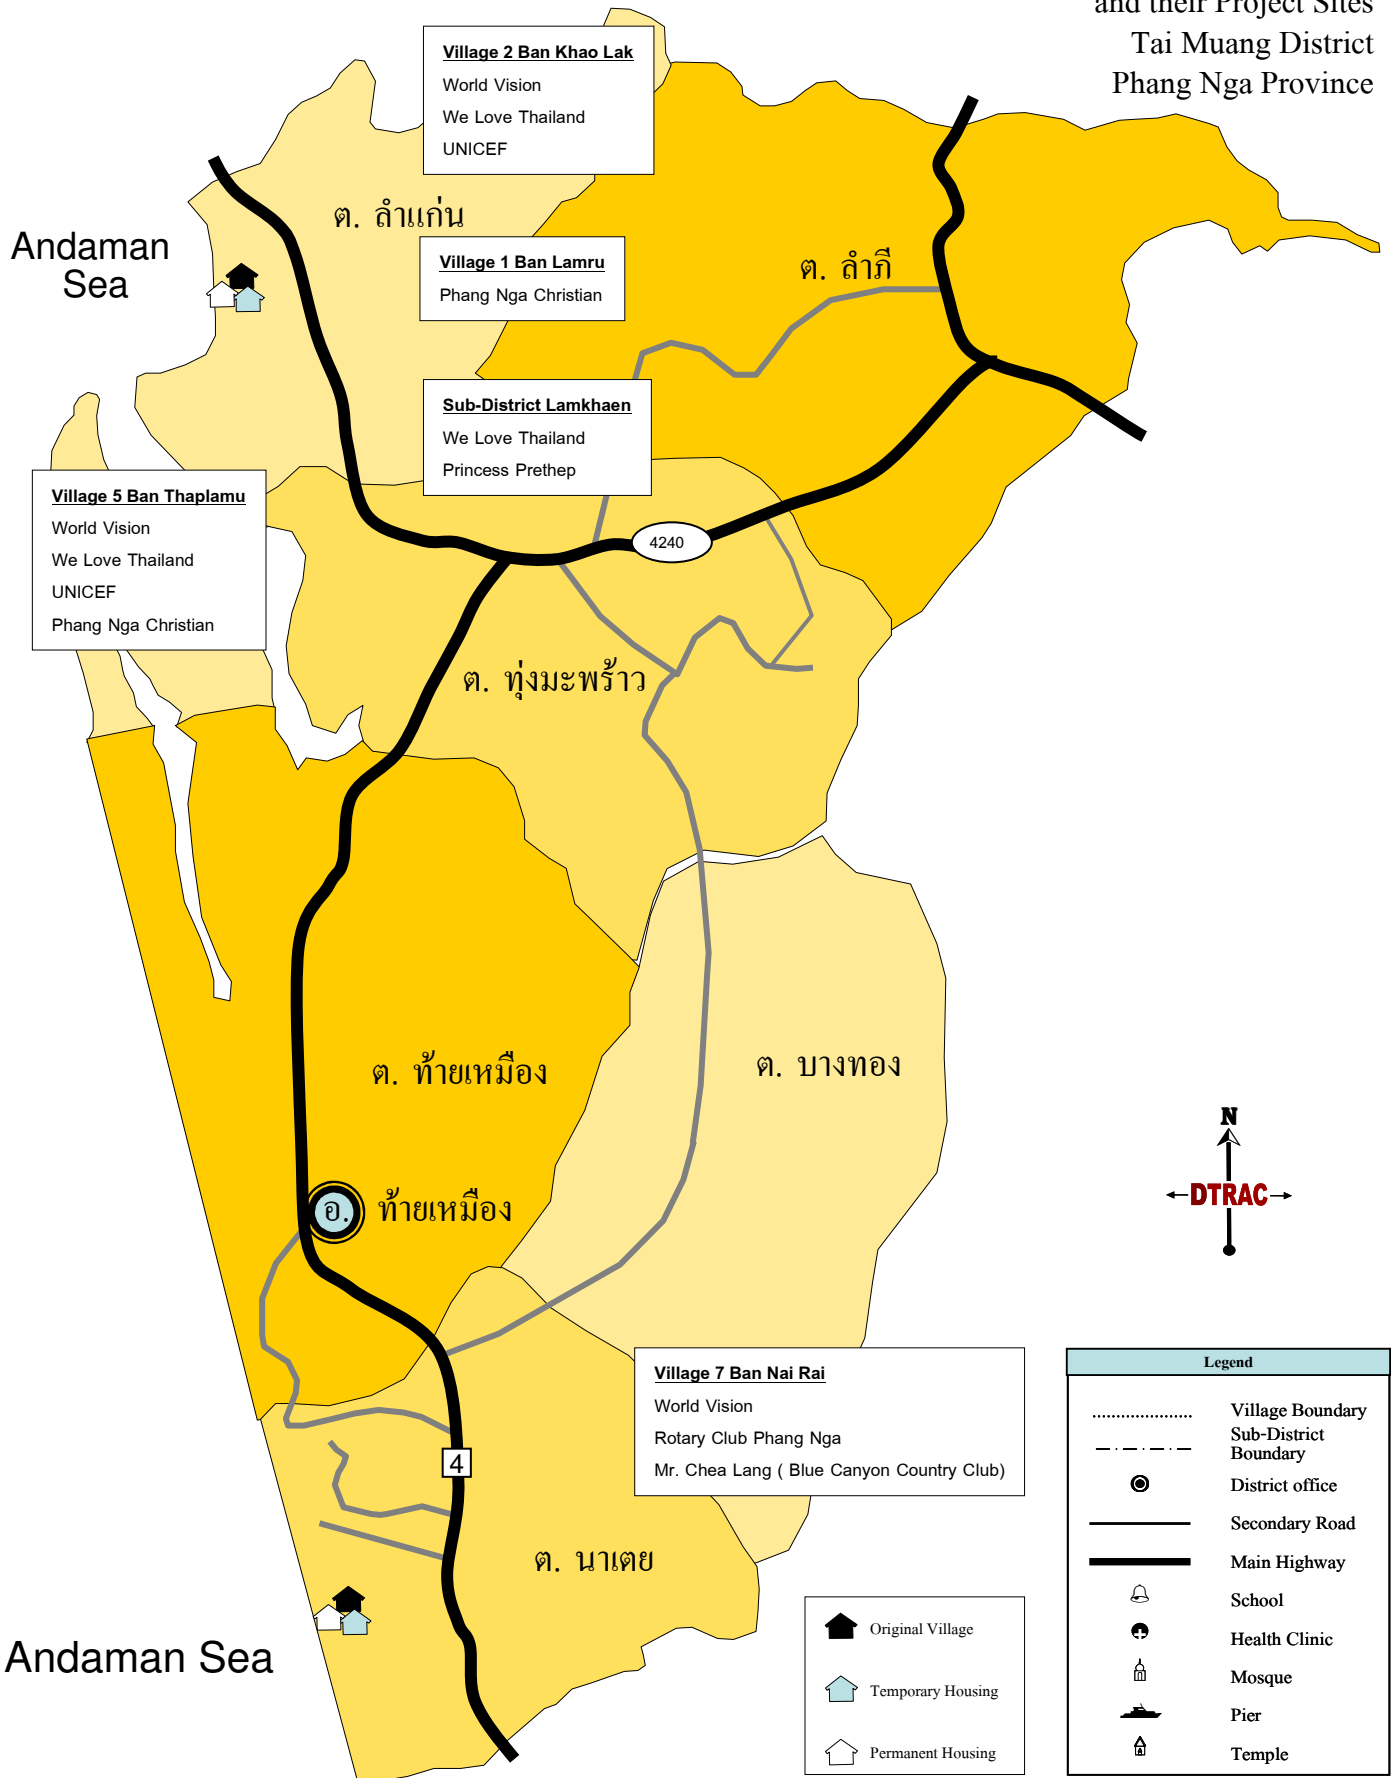 and their Project Sites
Tai Muang District
Phang Nga Province
Village 2 Ban Khao Lak
World Vision
We Love Thailand
UNICEF
ต. ลำแก่น
Andaman
Sea
Village 1 Ban Lamru
Phang Nga Christian
ต. ลำภี
Sub-District Lamkhaen
We Love Thailand
Princess Prethep
Village 5 Ban Thaplamu
World Vision
We Love Thailand
UNICEF
Phang Nga Christian
4240
ต. ทุ่งมะพร้าว
ต. ท้ายเหมือง
ต. บางทอง
N
DTRAC
อ. ท้ายเหมือง
Village 7 Ban Nai Rai
World Vision
Rotary Club Phang Nga
Mr. Chea Lang ( Blue Canyon Country Club)
4
ต. นาเตย
Andaman Sea
Original Village
Temporary Housing
Permanent Housing
Legend
Village Boundary
Sub-District
Boundary
District office
Secondary Road
Main Highway
School
Health Clinic
Mosque
Pier
Temple